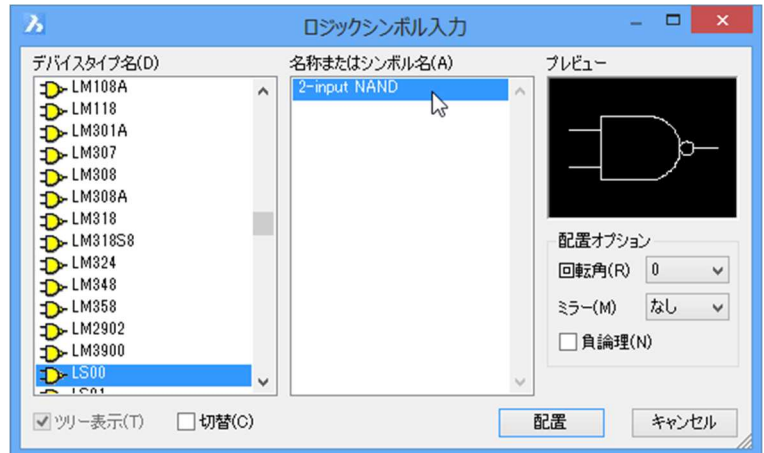 ロジックシンボル入力
デバイスタイプ名(D)
LM108A
LM118
LM301A
LM307
LM308
LM308A
LM318
LM318S8
LM324
LM348
LM358
LM2902
LM3900
LS00
名称またはシンボル名(A)
2-input NAND
プレビュー
配置オプション
回転角(R) 0
ミラー(M) なし
負論理(N)
ツリー表示(T) 切替(C)
配置 キャンセル